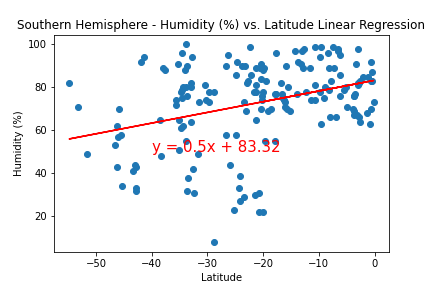 Southern Hemisphere - Humidity (%) vs. Latitude Linear Regression
100
80
60
40
20
Humidity (%)
y = 0.5x + 83.32
−50
−40
−30
−20
−10
0
Latitude